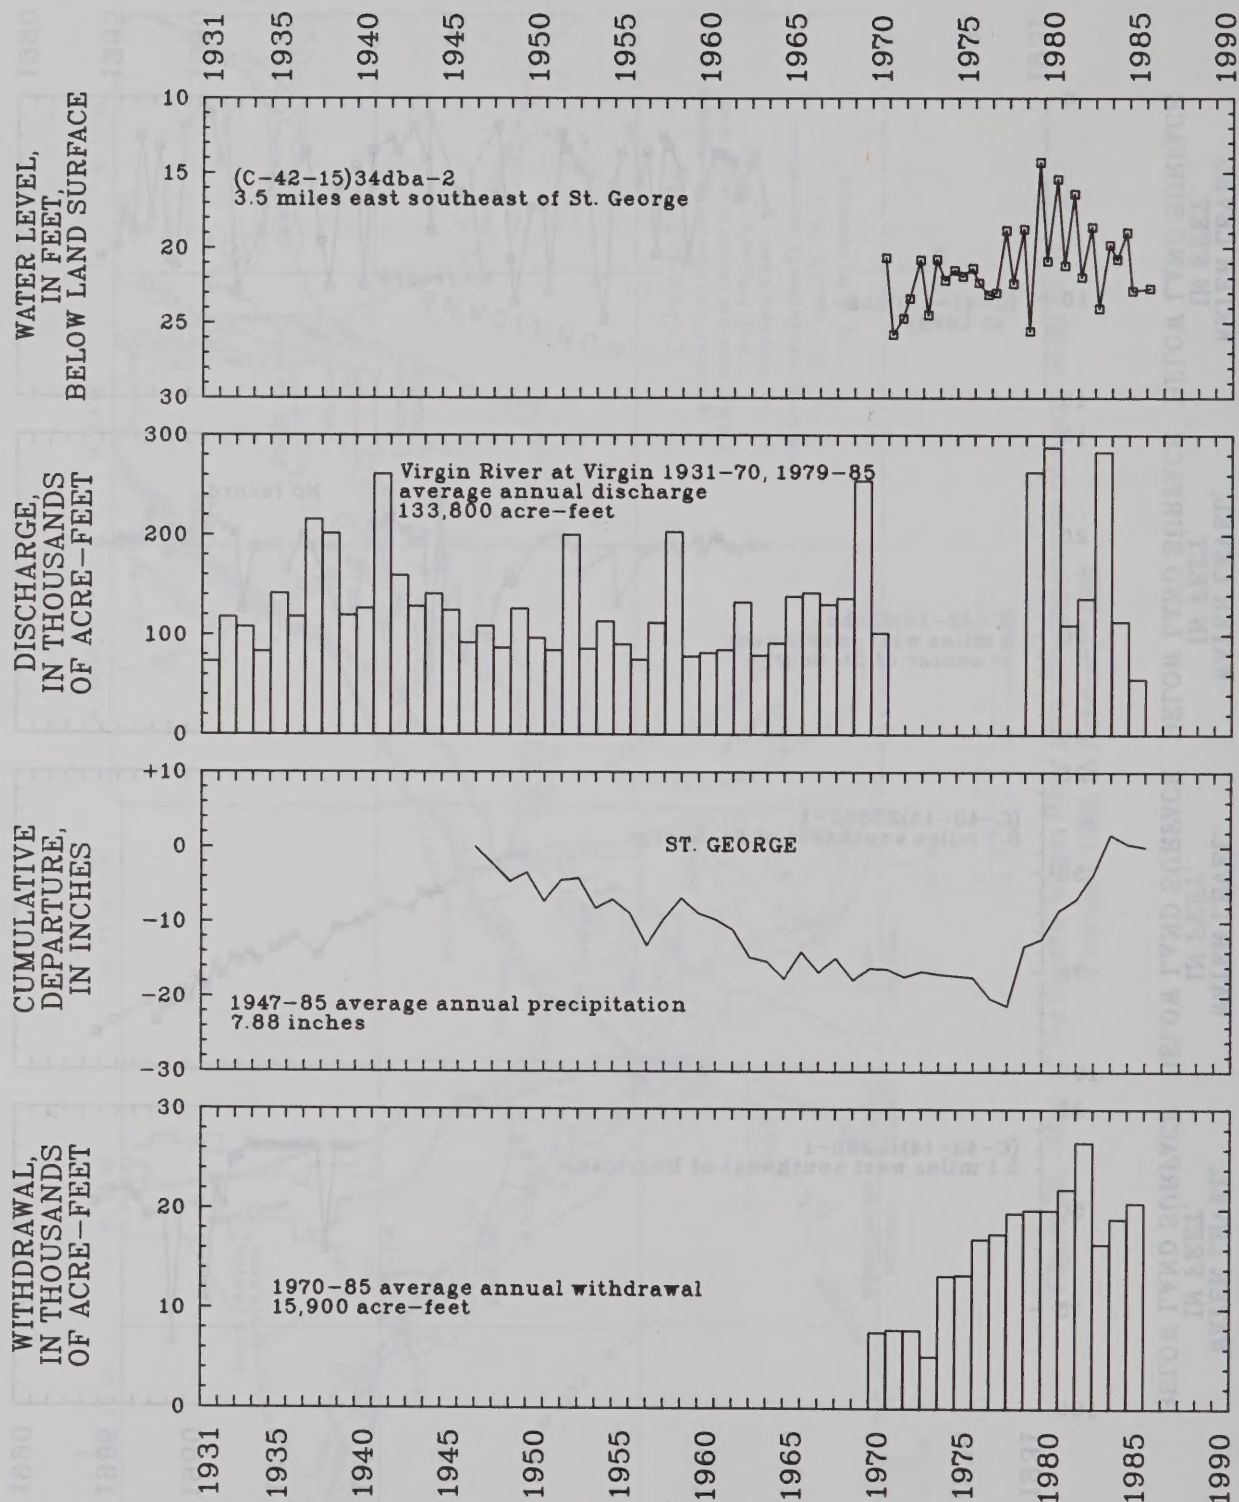 1931 1935 1940 1945 1950 1955 1960 1965 1970 1975 1980 1985 1990
WATER LEVEL,
IN FEET,
BELOW LAND SURFACE
10
15
20
25
30
(C-42-15)34dba-2
3.5 miles east southeast of St. George
DISCHARGE,
IN THOUSANDS
OF ACRE-FEET
300
200
100
0
Virgin River at Virgin 1931-70, 1979-85
average annual discharge
133,800 acre-feet
CUMULATIVE
DEPARTURE,
IN INCHES
+10
0
-10
-20
-30
ST. GEORGE
1947-85 average annual precipitation
7.88 inches
WITHDRAWAL,
IN THOUSANDS
OF ACRE-FEET
30
20
10
0
1970-85 average annual withdrawal
15,900 acre-feet
1931 1935 1940 1945 1950 1955 1960 1965 1970 1975 1980 1985 1990